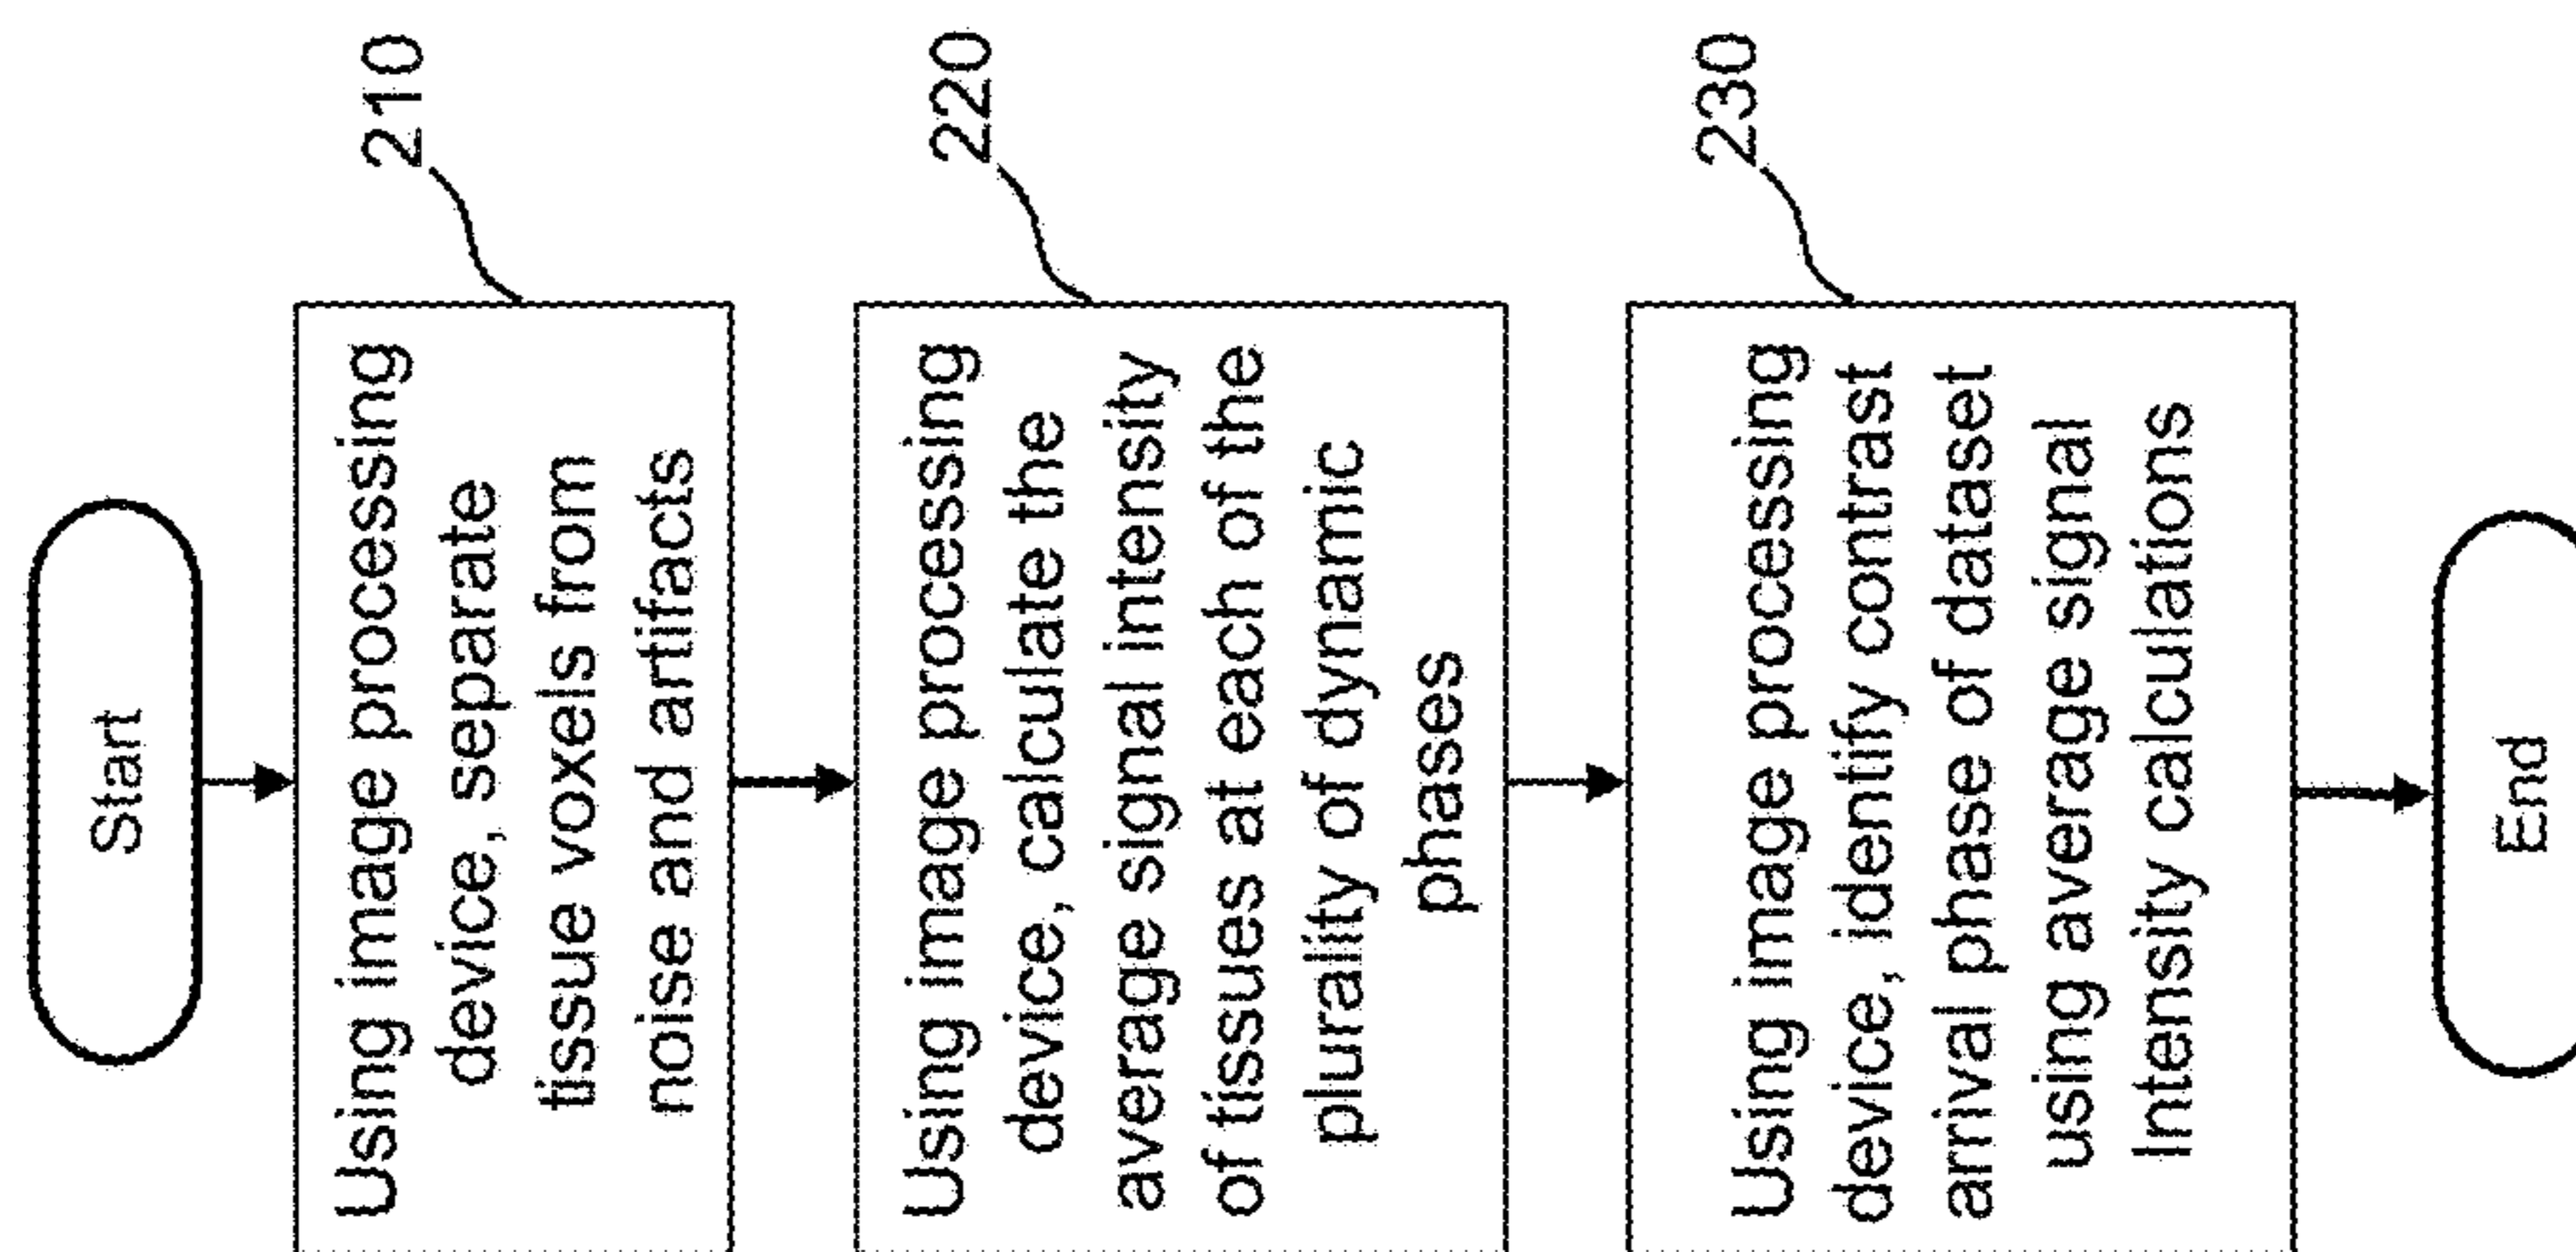 Start
210
Using image processing
device, separate
tissue voxels from
noise and artifacts
220
Using image processing
device, calculate the
average signal intensity
of tissues at each of the
plurality of dynamic
phases
230
Using image processing
device, identify contrast
arrival phase of dataset
using average signal
Intensity calculations
End